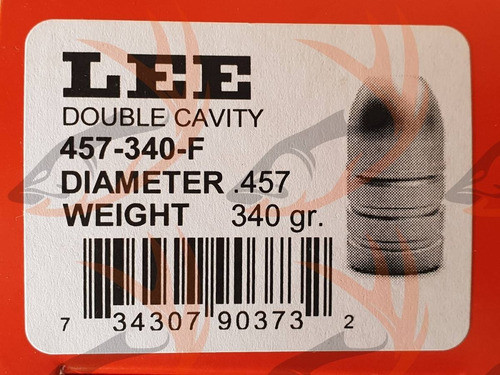 LEE
DOUBLE CAVITY
457-340-F
DIAMETER .457
WEIGHT 340 gr.
7 34307 90373 2